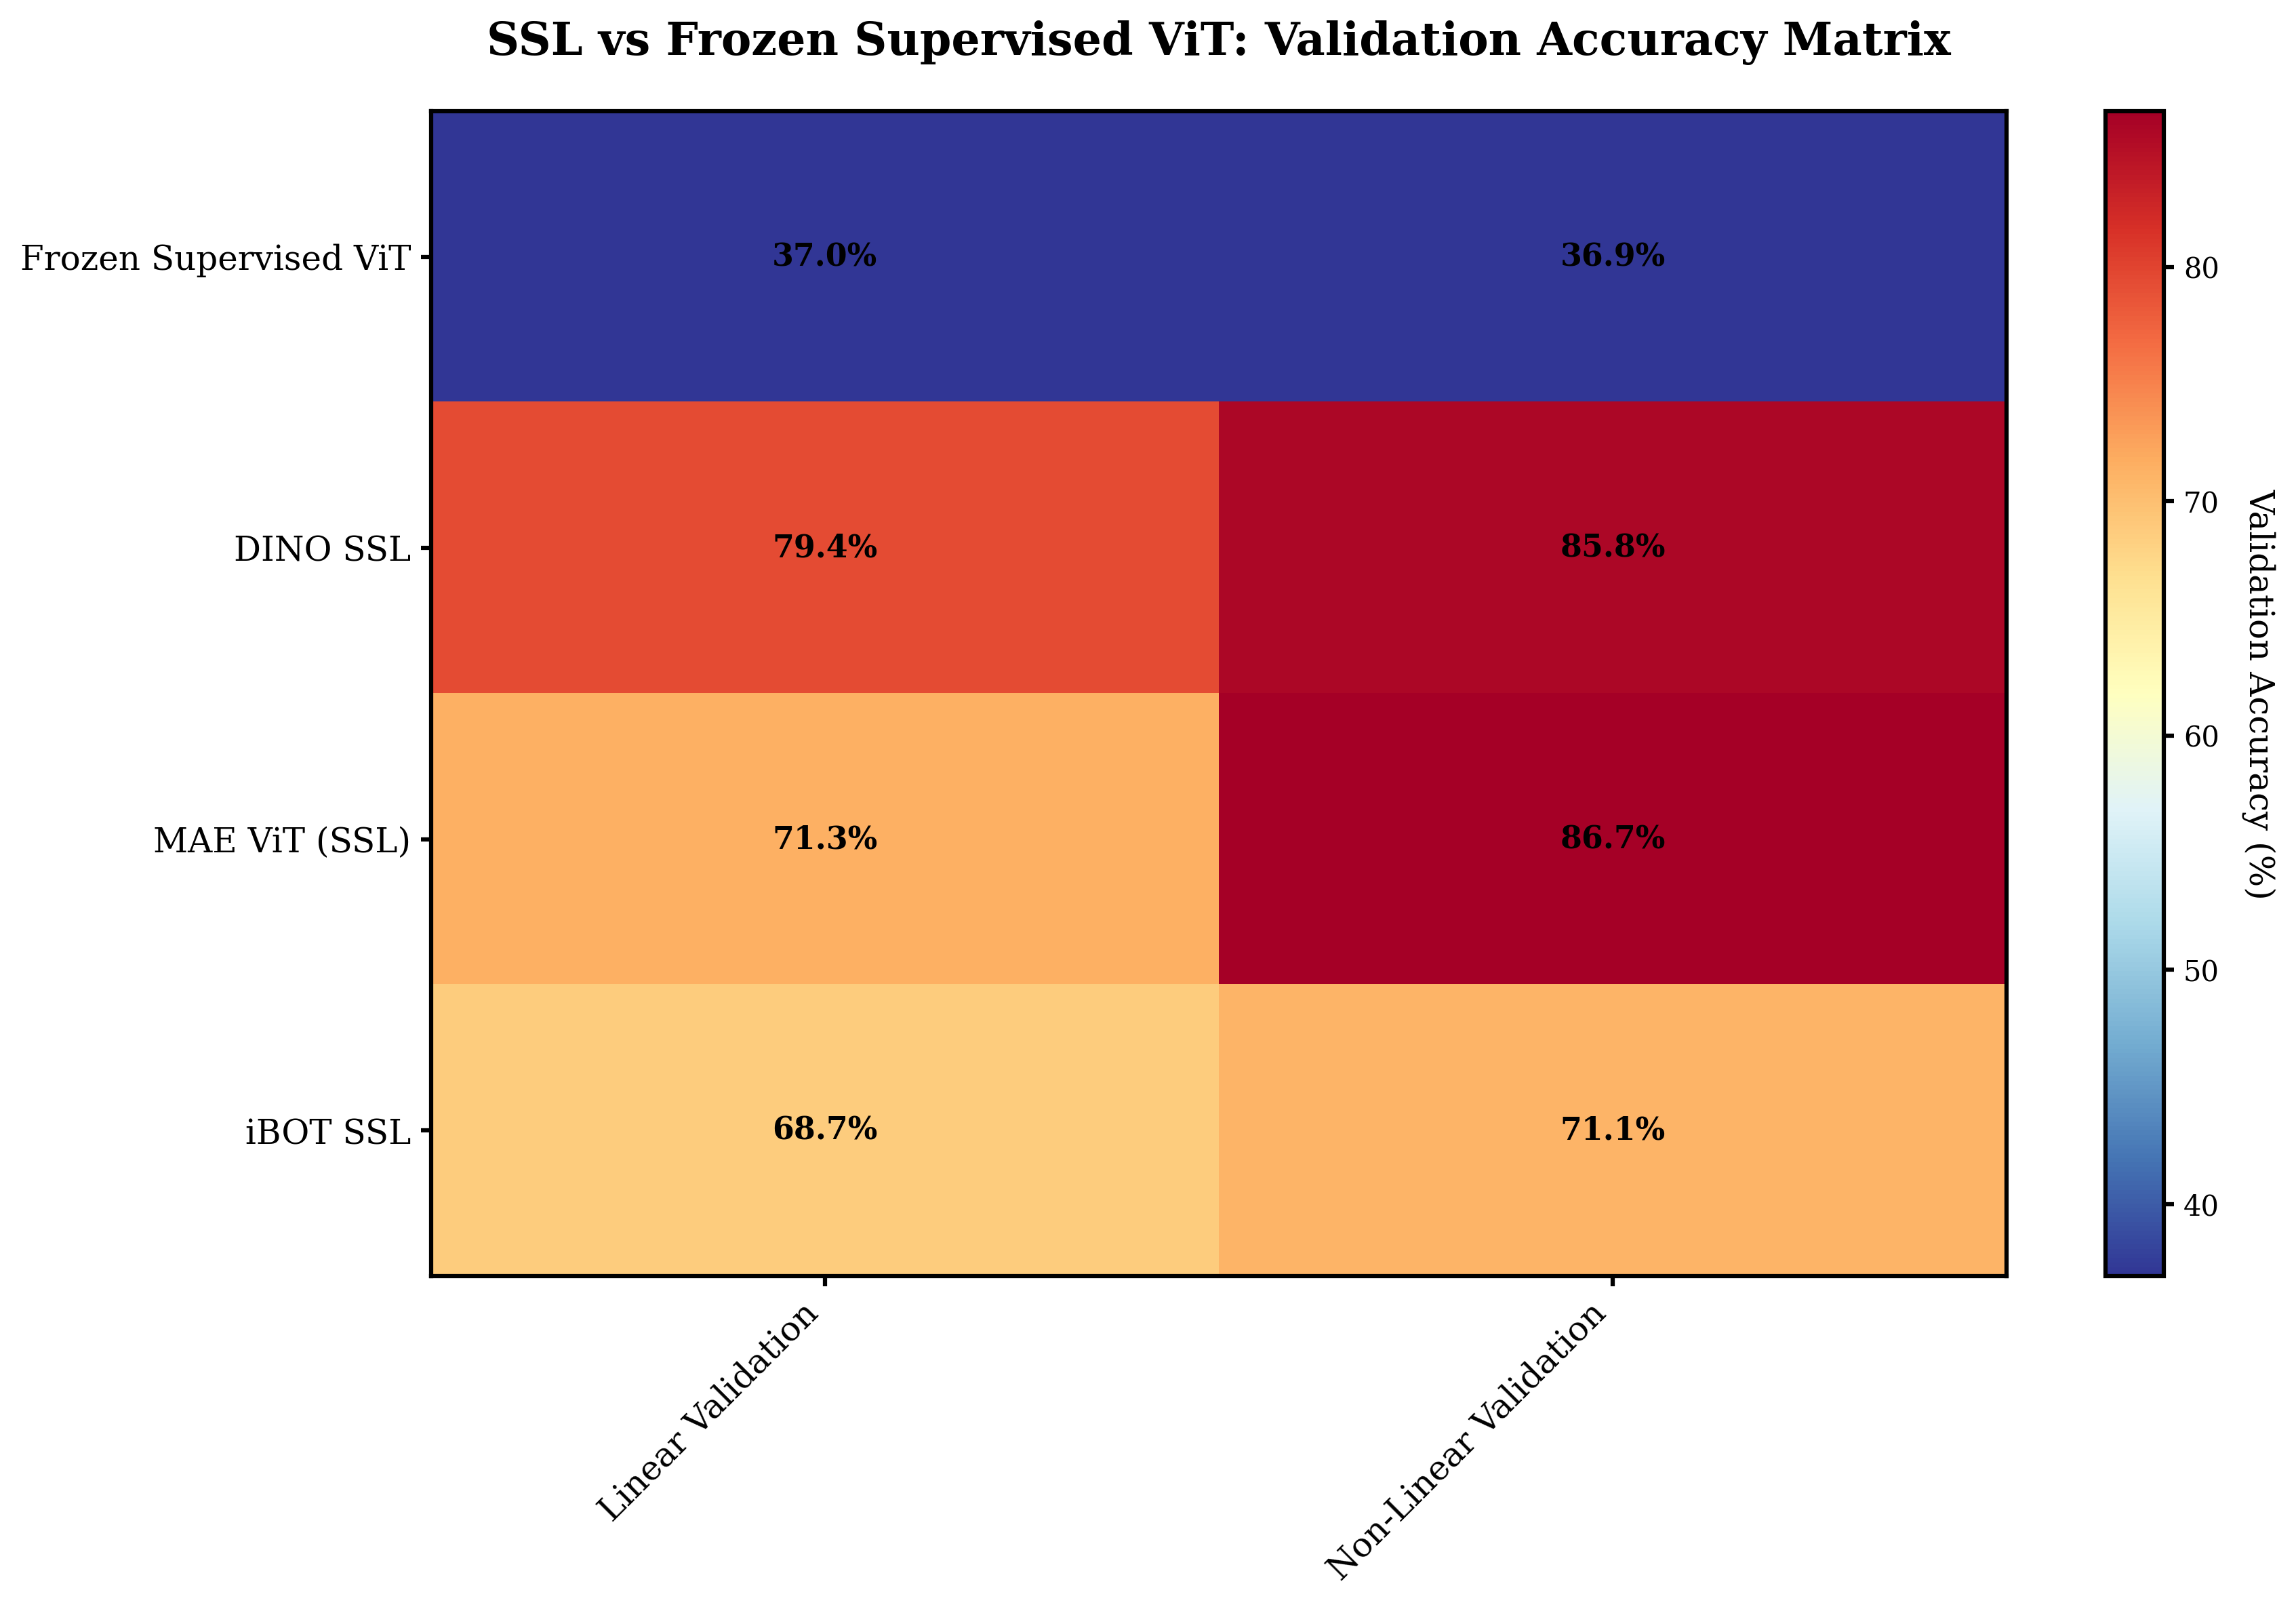 SSL vs Frozen Supervised ViT: Validation Accuracy Matrix
Frozen Supervised ViT
37.0%
36.9%
DINO SSL
79.4%
85.8%
MAE ViT (SSL)
71.3%
86.7%
iBOT SSL
68.7%
71.1%
Linear Validation
Non-Linear Validation
80
70
60
50
40
Validation Accuracy (%)